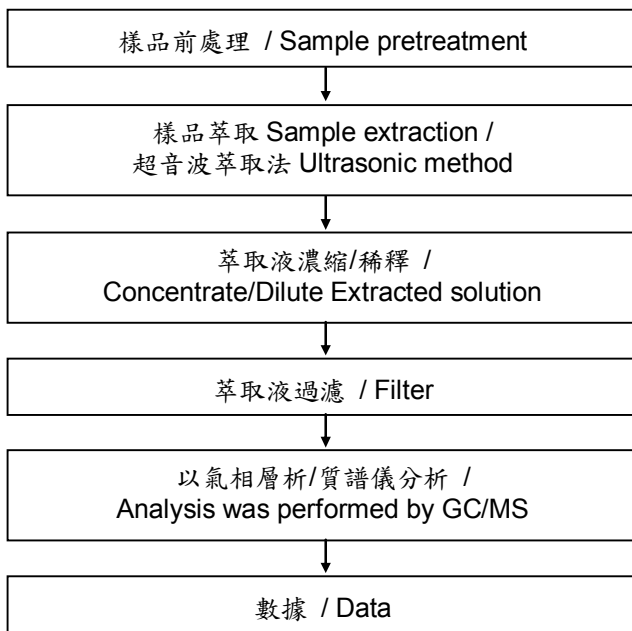 樣品前處理 / Sample pretreatment
樣品萃取 Sample extraction /
超音波萃取法 Ultrasonic method
萃取液濃縮/稀釋 /
Concentrate/Dilute Extracted solution
萃取液過濾 / Filter
以氣相層析/質譜儀分析 /
Analysis was performed by GC/MS
數據 / Data